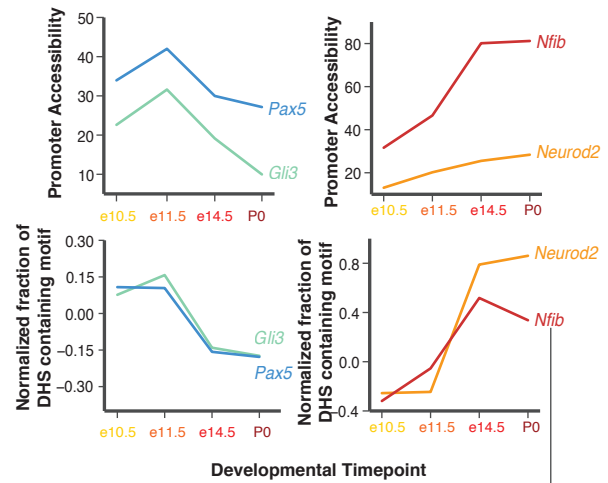 Promoter Accessibility
50
40
30
20
10
Pax5
Gli3
e10.5 e11.5 e14.5 P0
Promoter Accessibility
80
60
40
20
Nfib
Neurod2
e10.5 e11.5 e14.5 P0
Normalized fraction of
DHS containing motif
0.30
0.15
0.00
−0.15
−0.30
Gli3
Pax5
e10.5 e11.5 e14.5 P0
Normalized fraction of
DHS containing motif
0.8
0.4
0.0
−0.4
Neurod2
Nfib
e10.5 e11.5 e14.5 P0
Developmental Timepoint